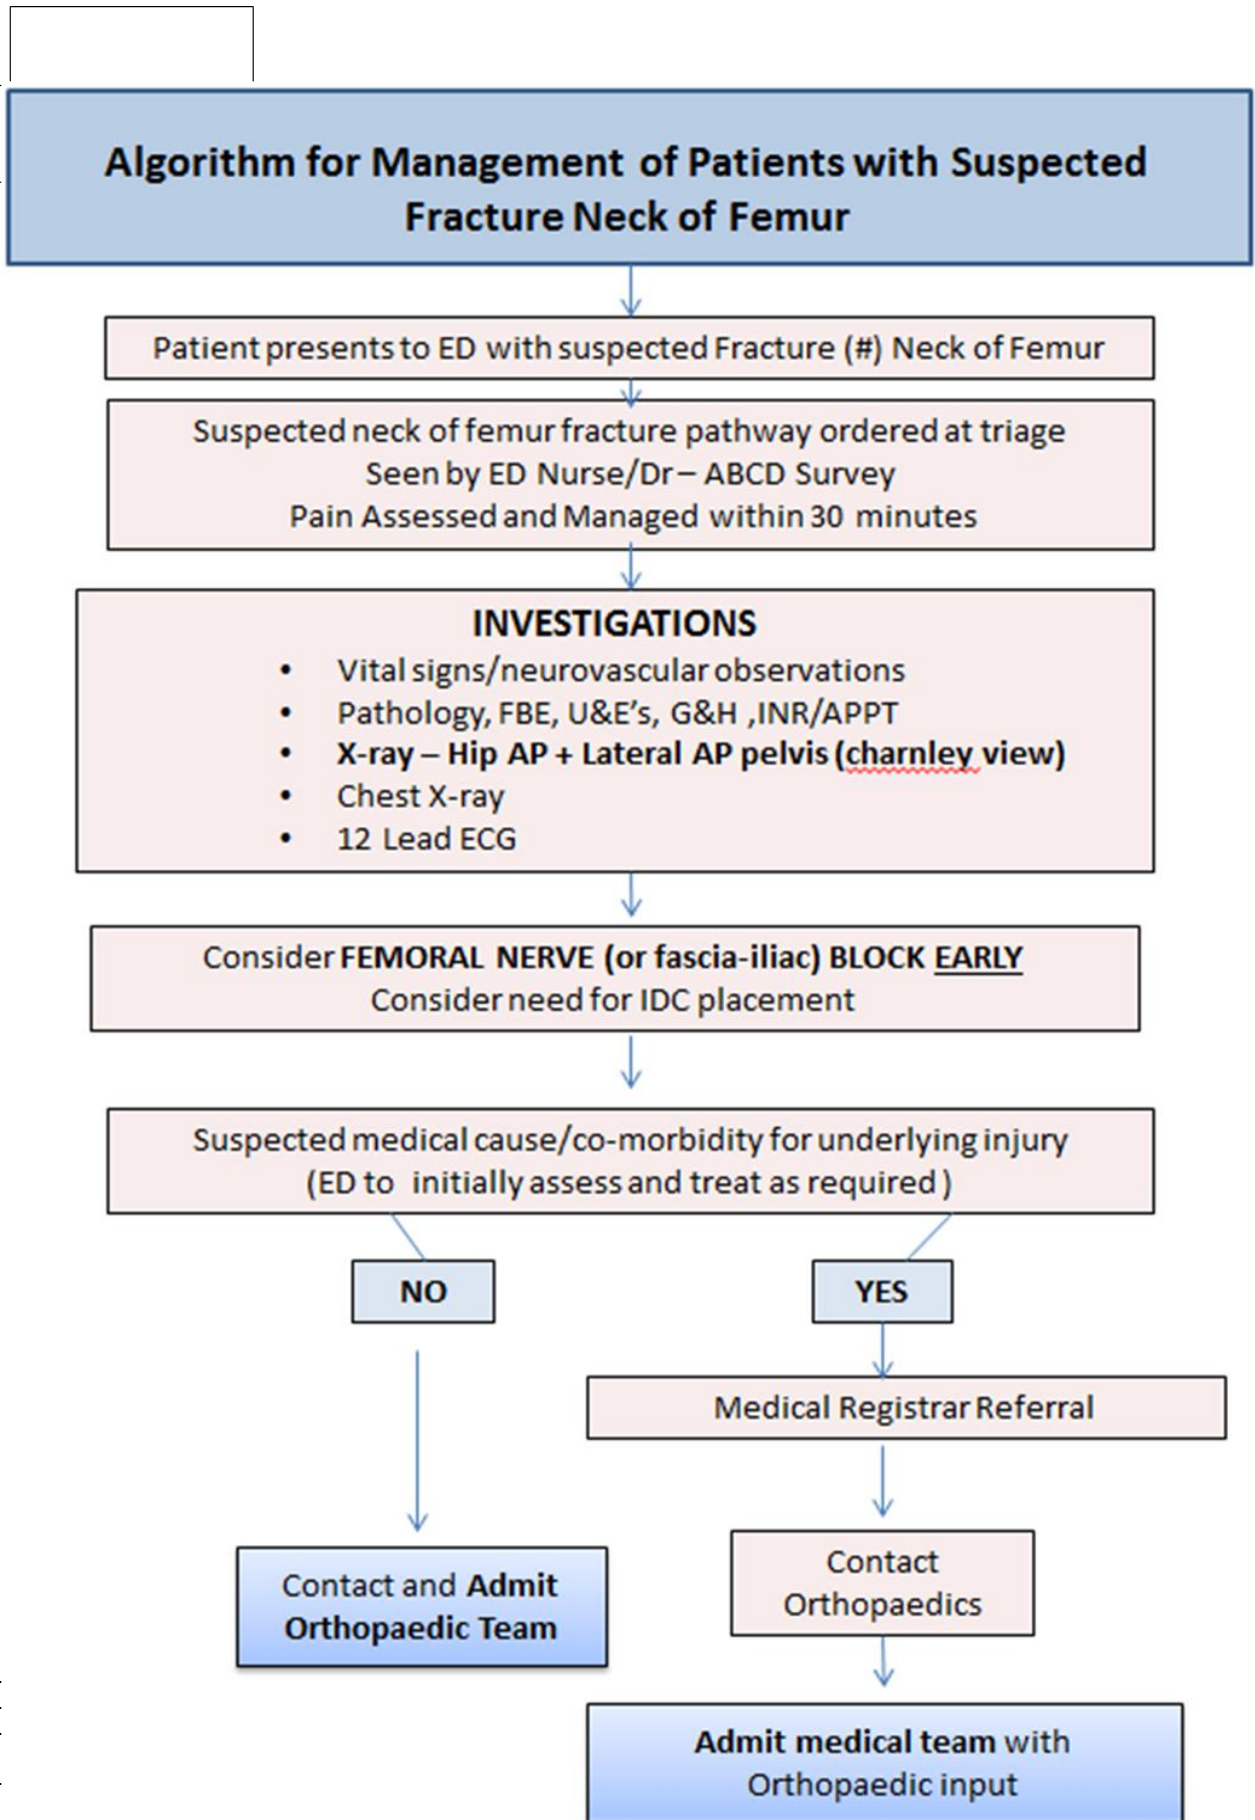 Algorithm for Management of Patients with Suspected
Fracture Neck of Femur
Patient presents to ED with suspected Fracture (#) Neck of Femur
Suspected neck of femur fracture pathway ordered at triage
Seen by ED Nurse/Dr – ABCD Survey
Pain Assessed and Managed within 30 minutes
INVESTIGATIONS
• Vital signs/neurovascular observations
• Pathology, FBE, U&E's, G&H ,INR/APPT
• X-ray – Hip AP + Lateral AP pelvis (charnley view)
• Chest X-ray
• 12 Lead ECG
Consider FEMORAL NERVE (or fascia-iliac) BLOCK EARLY
Consider need for IDC placement
Suspected medical cause/co-morbidity for underlying injury
(ED to initially assess and treat as required )
NO
YES
Medical Registrar Referral
Contact
Orthopaedics
Contact and Admit
Orthopaedic Team
Admit medical team with
Orthopaedic input